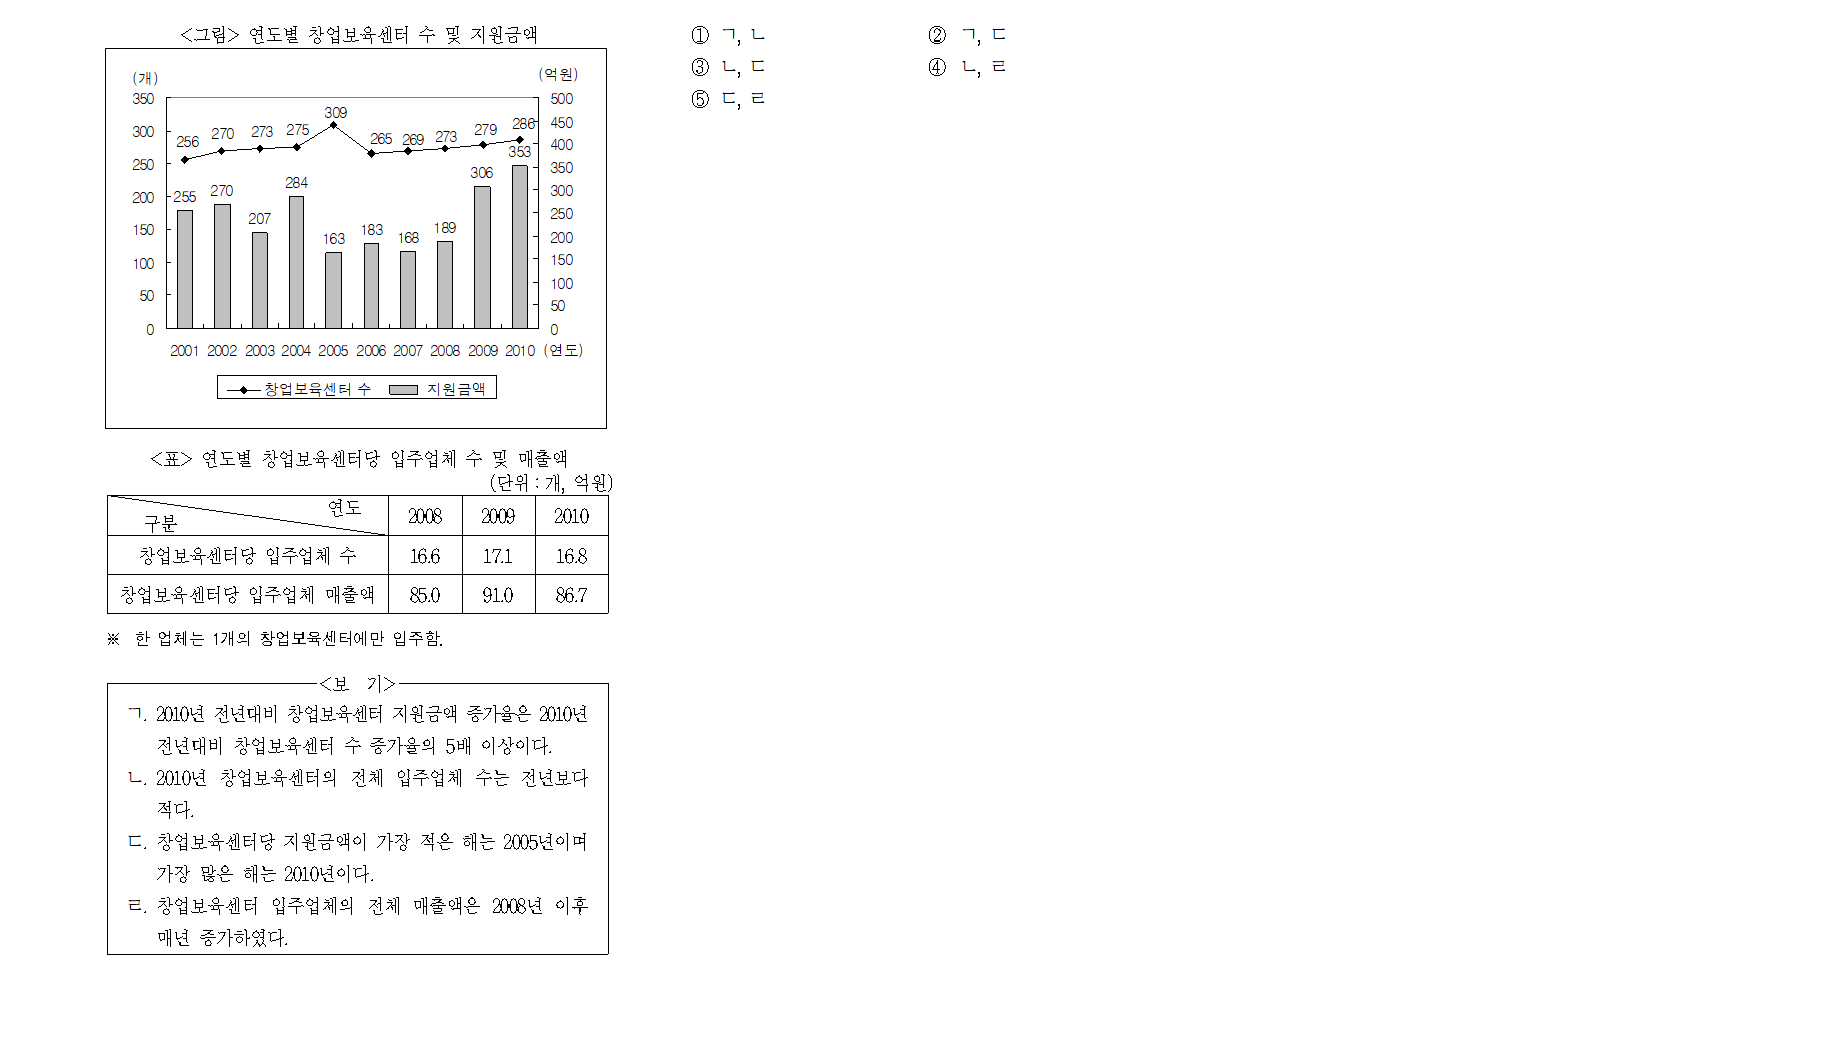 <그림> 연도별 창업보육센터 수 및 지원금액
(개) (억원)
350 500
300 450
250 400
200 350
150 300
100 250
50 200
0 150
100
50
0
256 270 273 275 309 265 269 273 279 286
255 270 207 284 163 183 168 189 306 353
2001 2002 2003 2004 2005 2006 2007 2008 2009 2010 (연도)
창업보육센터 수 지원금액
<표> 연도별 창업보육센터당 입주업체 수 및 매출액
(단위 : 개, 억원)
구분 연도 2008 2009 2010
창업보육센터당 입주업체 수 16.6 17.1 16.8
창업보육센터당 입주업체 매출액 85.0 91.0 86.7
※ 한 업체는 1개의 창업보육센터에만 입주함.
<보 기>
ㄱ. 2010년 전년대비 창업보육센터 지원금액 증가율은 2010년
전년대비 창업보육센터 수 증가율의 5배 이상이다.
ㄴ. 2010년 창업보육센터의 전체 입주업체 수는 전년보다
적다.
ㄷ. 창업보육센터당 지원금액이 가장 적은 해는 2005년이며
가장 많은 해는 2010년이다.
ㄹ. 창업보육센터 입주업체의 전체 매출액은 2008년 이후
매년 증가하였다.
① ㄱ, ㄴ ② ㄱ, ㄷ
③ ㄴ, ㄷ ④ ㄴ, ㄹ
⑤ ㄷ, ㄹ